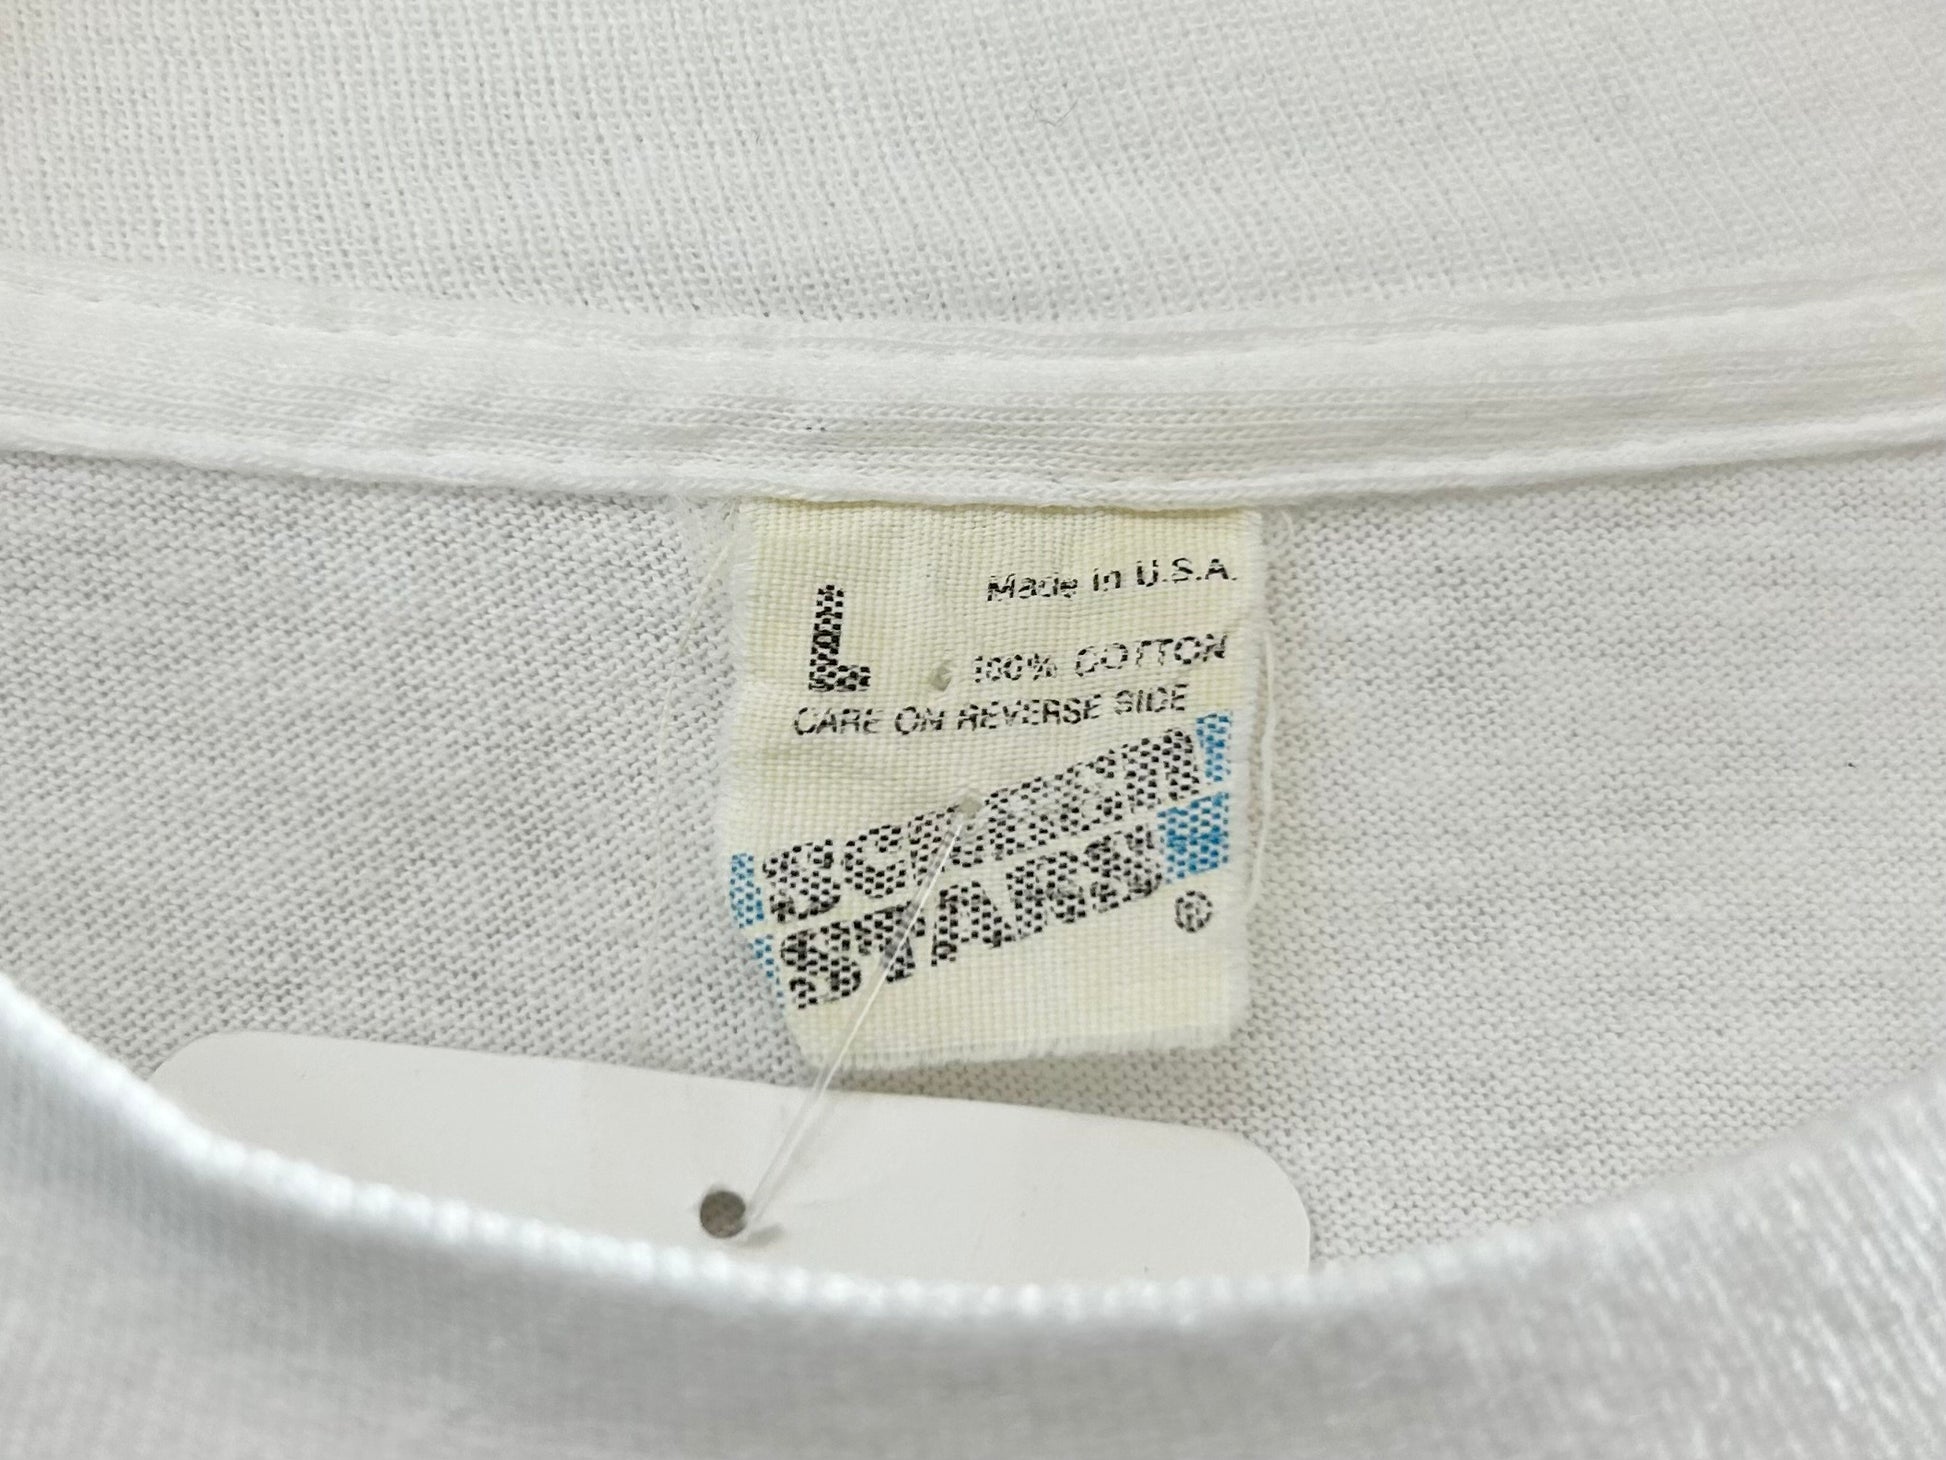 L
Made in U.S.A.
100% COTTON
CARE ON REVERSE SIDE
SCREEN
STARS
®